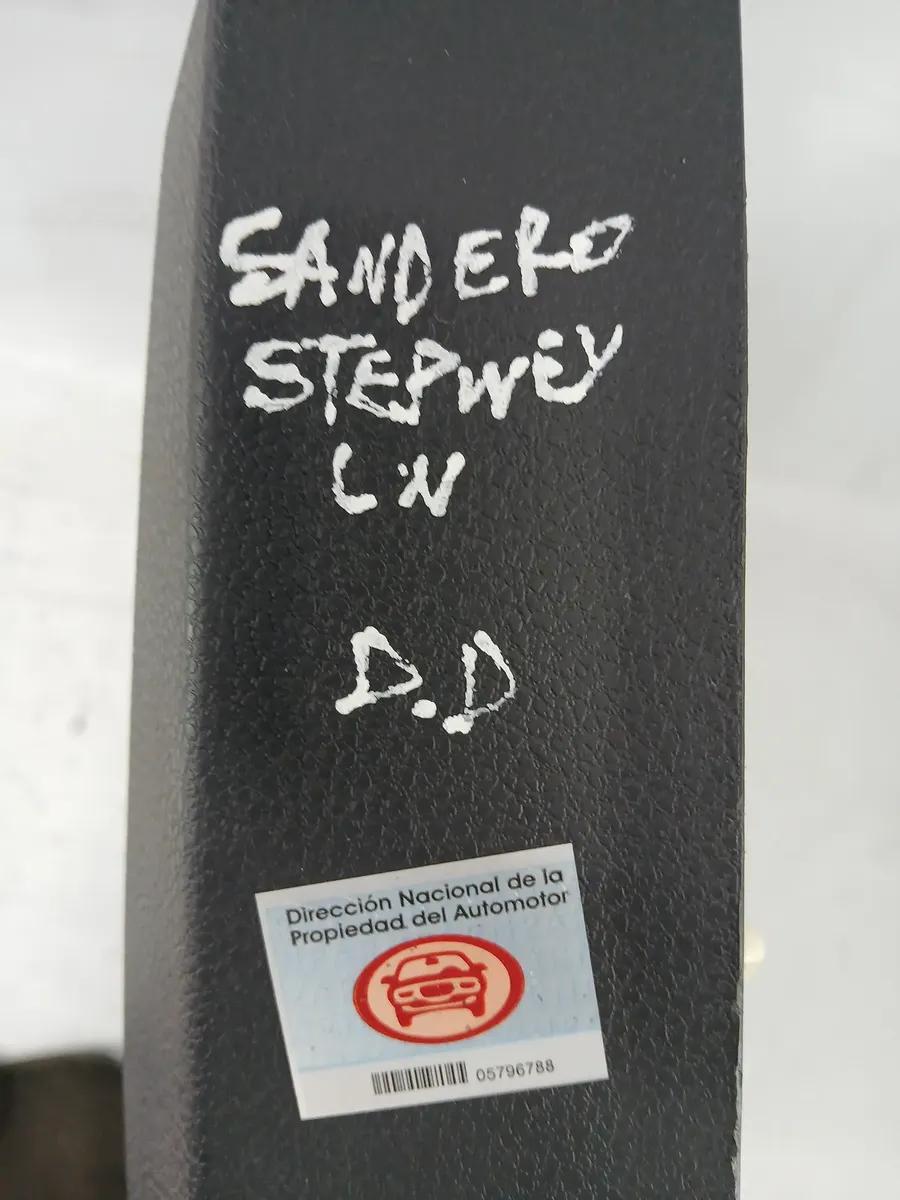 SANDERO
STEPWEY
L:N
D.D
Dirección Nacional de la
Propiedad del Automotor
05796788